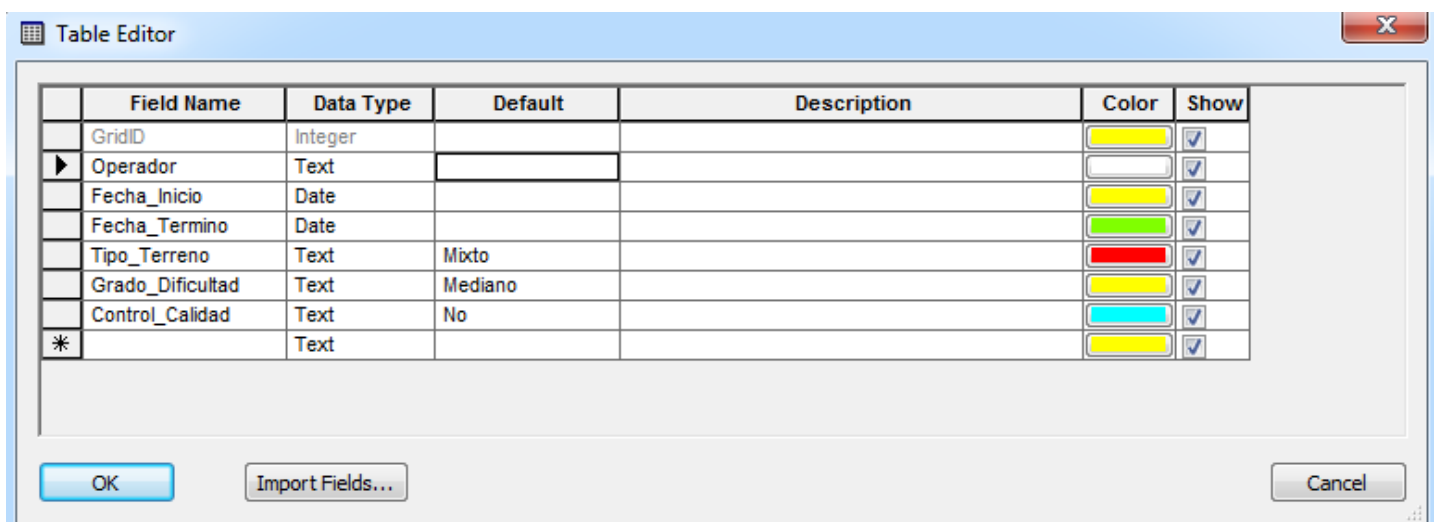 Table Editor
Field Name Data Type Default Description Color Show
GridID Integer
Operador Text
Fecha_Inicio Date
Fecha_Termino Date
Tipo_Terreno Text Mixto
Grado_Dificultad Text Mediano
Control_Calidad Text No
Text
OK Import Fields... Cancel